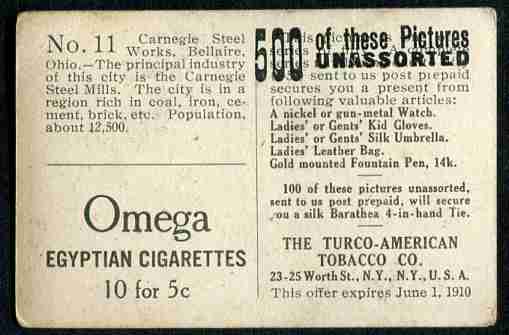 No. 11
Carnegie Steel
Works, Bellaire,
Ohio.—The principal industry
of this city is the Carnegie
Steel Mills. The city is in a
region rich in coal, iron, ce-
ment, brick, etc. Population,
about 12,500.
Omega
EGYPTIAN CIGARETTES
10 for 5c
500 of these Pictures
UNASSORTED
sent to us post prepaid
secures you a present from
following valuable articles:
A nickel or gun-metal Watch.
Ladies' or Gents' Kid Gloves.
Ladies' or Gents' Silk Umbrella.
Ladies' Leather Bag.
Gold mounted Fountain Pen, 14k.
100 of these pictures unassorted,
sent to us post prepaid, will secure
you a silk Barathea 4-in-hand Tie.
THE TURCO-AMERICAN
TOBACCO CO.
23-25 Worth St., N.Y., N.Y., U.S.A.
This offer expires June 1, 1910